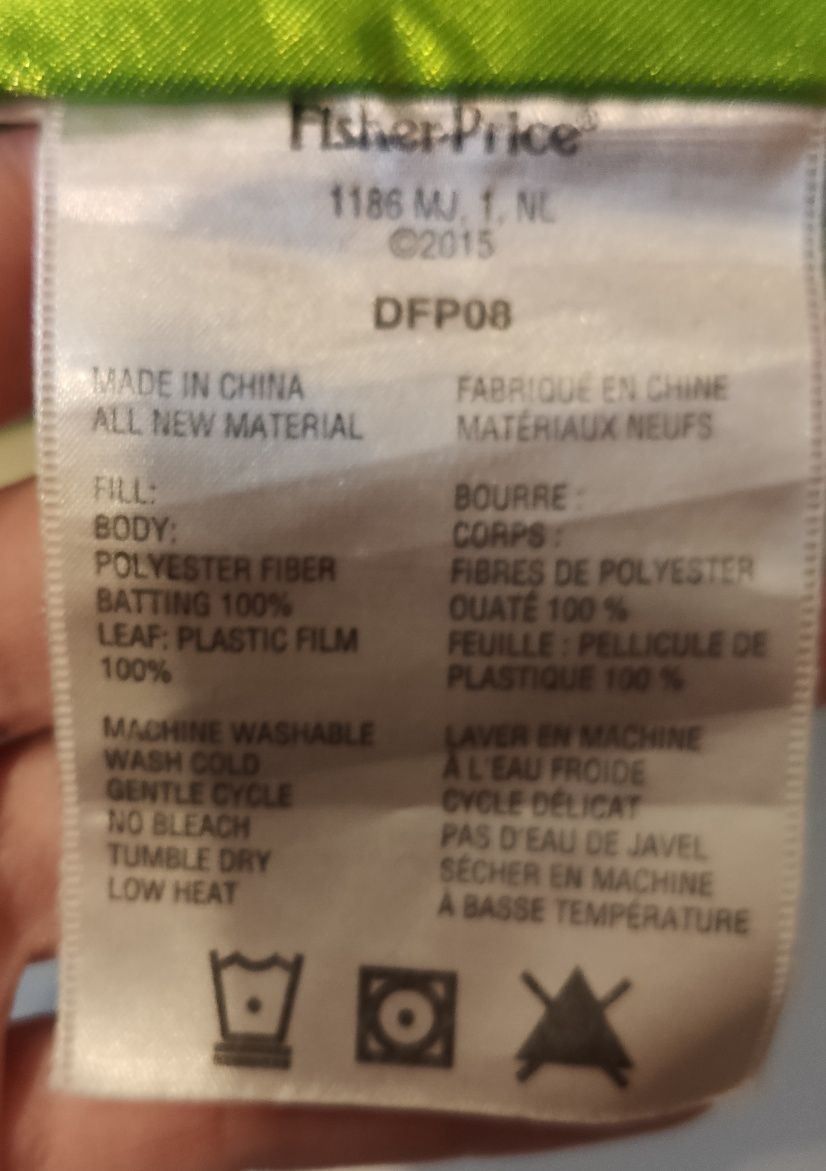 Fisher-Price®
1186 MJ, 1, NL
©2015
DFP08
MADE IN CHINA
ALL NEW MATERIAL
FILL:
BODY:
POLYESTER FIBER
BATTING 100%
LEAF: PLASTIC FILM
100%
MACHINE WASHABLE
WASH COLD
GENTLE CYCLE
NO BLEACH
TUMBLE DRY
LOW HEAT
FABRIQUÉ EN CHINE
MATÉRIAUX NEUFS
BOURRE :
CORPS :
FIBRES DE POLYESTER
OUATÉ 100 %
FEUILLE : PELLICULE DE
PLASTIQUE 100 %
LAVER EN MACHINE
À L'EAU FROIDE
CYCLE DÉLICAT
PAS D'EAU DE JAVEL
SÉCHER EN MACHINE
À BASSE TEMPÉRATURE